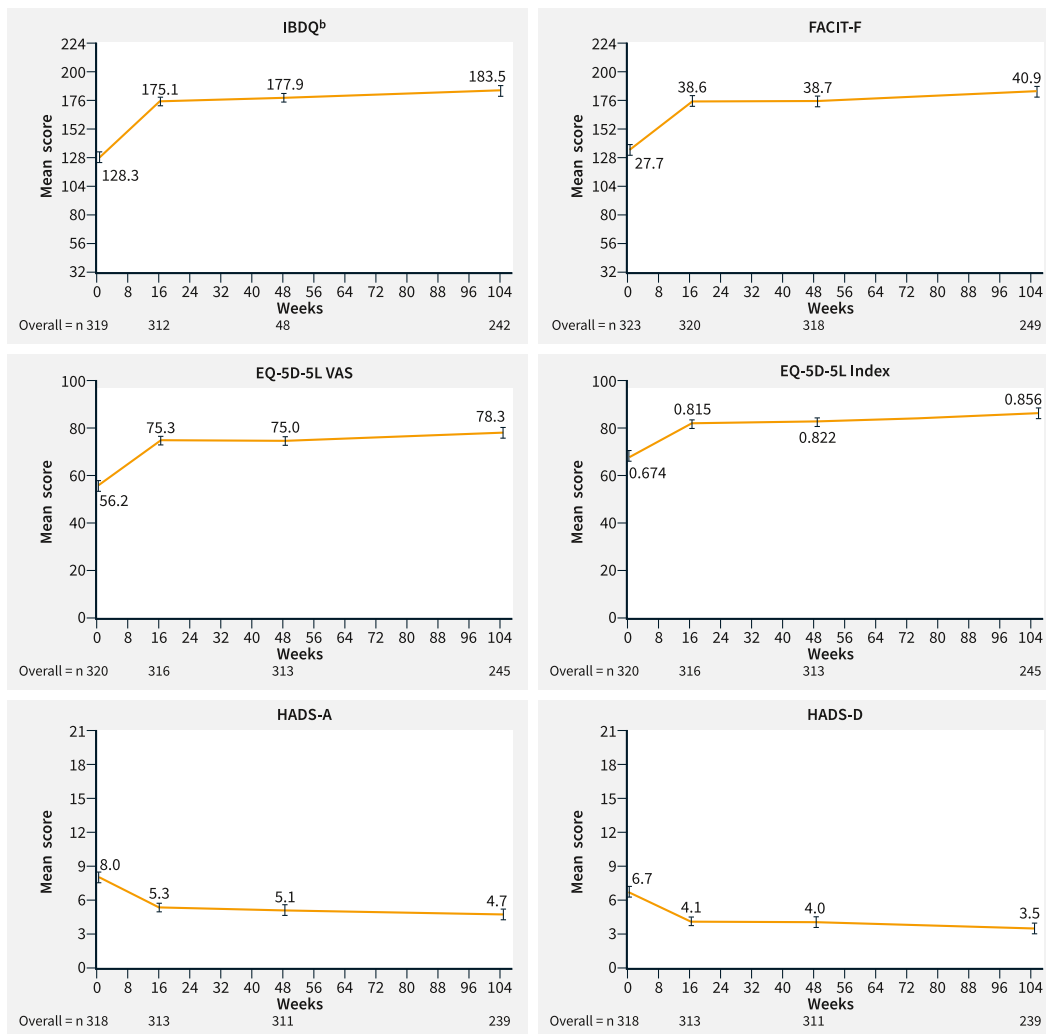 IBDQᵇ
Mean score
224
200
176
152
128
104
80
56
32
175.1
177.9
183.5
128.3
0 8 16 24 32 40 48 56 64 72 80 88 96 104
Weeks
Overall = n 319 312 48 242
FACIT-F
Mean score
224
200
176
152
128
104
80
56
32
38.6
38.7
40.9
27.7
0 8 16 24 32 40 48 56 64 72 80 88 96 104
Weeks
Overall = n 323 320 318 249
EQ-5D-5L VAS
Mean score
100
80
60
40
20
0
75.3
75.0
78.3
56.2
0 8 16 24 32 40 48 56 64 72 80 88 96 104
Weeks
Overall = n 320 316 313 245
EQ-5D-5L Index
Mean score
100
80
60
40
20
0
0.815
0.822
0.856
0.674
0 8 16 24 32 40 48 56 64 72 80 88 96 104
Weeks
Overall = n 320 316 313 245
HADS-A
Mean score
21
18
15
12
9
6
3
0
8.0
5.3
5.1
4.7
0 8 16 24 32 40 48 56 64 72 80 88 96 104
Weeks
Overall = n 318 313 311 239
HADS-D
Mean score
21
18
15
12
9
6
3
0
6.7
4.1
4.0
3.5
0 8 16 24 32 40 48 56 64 72 80 88 96 104
Weeks
Overall = n 318 313 311 239